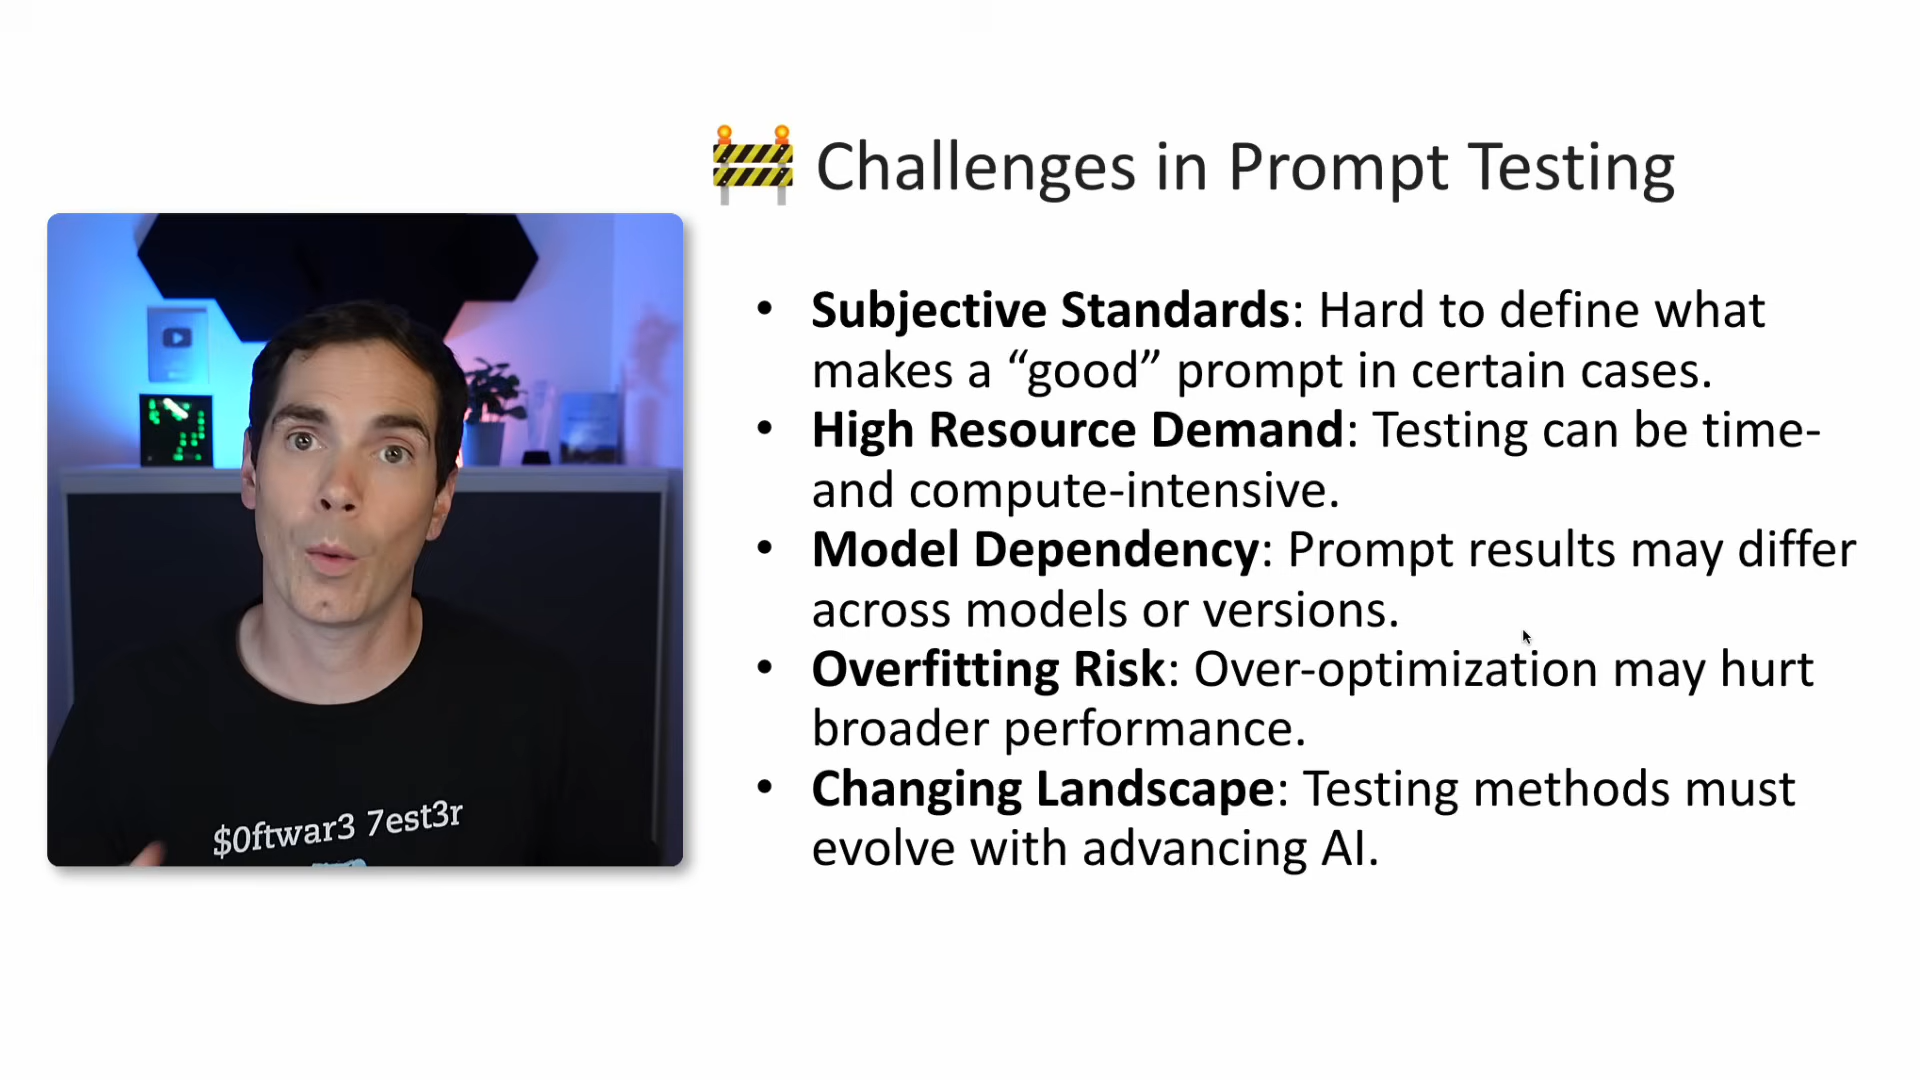 🚧 Challenges in Prompt Testing
• Subjective Standards: Hard to define what
makes a “good” prompt in certain cases.
• High Resource Demand: Testing can be time-
and compute-intensive.
• Model Dependency: Prompt results may differ
across models or versions.
• Overfitting Risk: Over-optimization may hurt
broader performance.
• Changing Landscape: Testing methods must
evolve with advancing AI.
$0ftwar3 7est3r